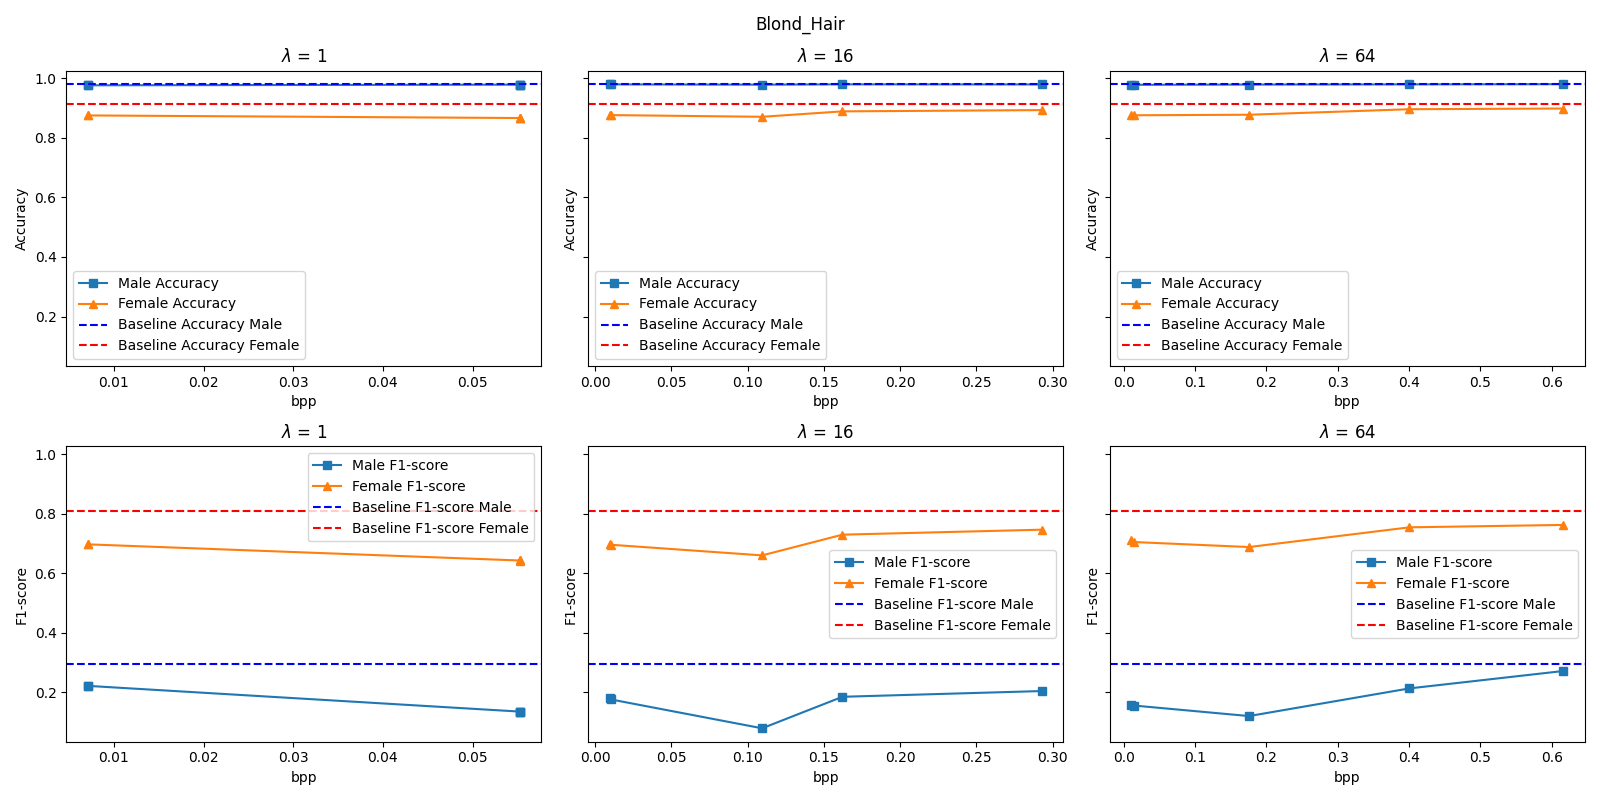 Blond_Hair
λ = 1
λ = 16
λ = 64
1.0
0.8
0.6
0.4
0.2
Accuracy
Accuracy
Accuracy
Male Accuracy
Female Accuracy
Baseline Accuracy Male
Baseline Accuracy Female
Male Accuracy
Female Accuracy
Baseline Accuracy Male
Baseline Accuracy Female
Male Accuracy
Female Accuracy
Baseline Accuracy Male
Baseline Accuracy Female
0.01 0.02 0.03 0.04 0.05
0.00 0.05 0.10 0.15 0.20 0.25 0.30
0.0 0.1 0.2 0.3 0.4 0.5 0.6
bpp
bpp
bpp
λ = 1
λ = 16
λ = 64
1.0
0.8
0.6
0.4
0.2
F1-score
F1-score
F1-score
Male F1-score
Female F1-score
Baseline F1-score Male
Baseline F1-score Female
Male F1-score
Female F1-score
Baseline F1-score Male
Baseline F1-score Female
Male F1-score
Female F1-score
Baseline F1-score Male
Baseline F1-score Female
0.01 0.02 0.03 0.04 0.05
0.00 0.05 0.10 0.15 0.20 0.25 0.30
0.0 0.1 0.2 0.3 0.4 0.5 0.6
bpp
bpp
bpp